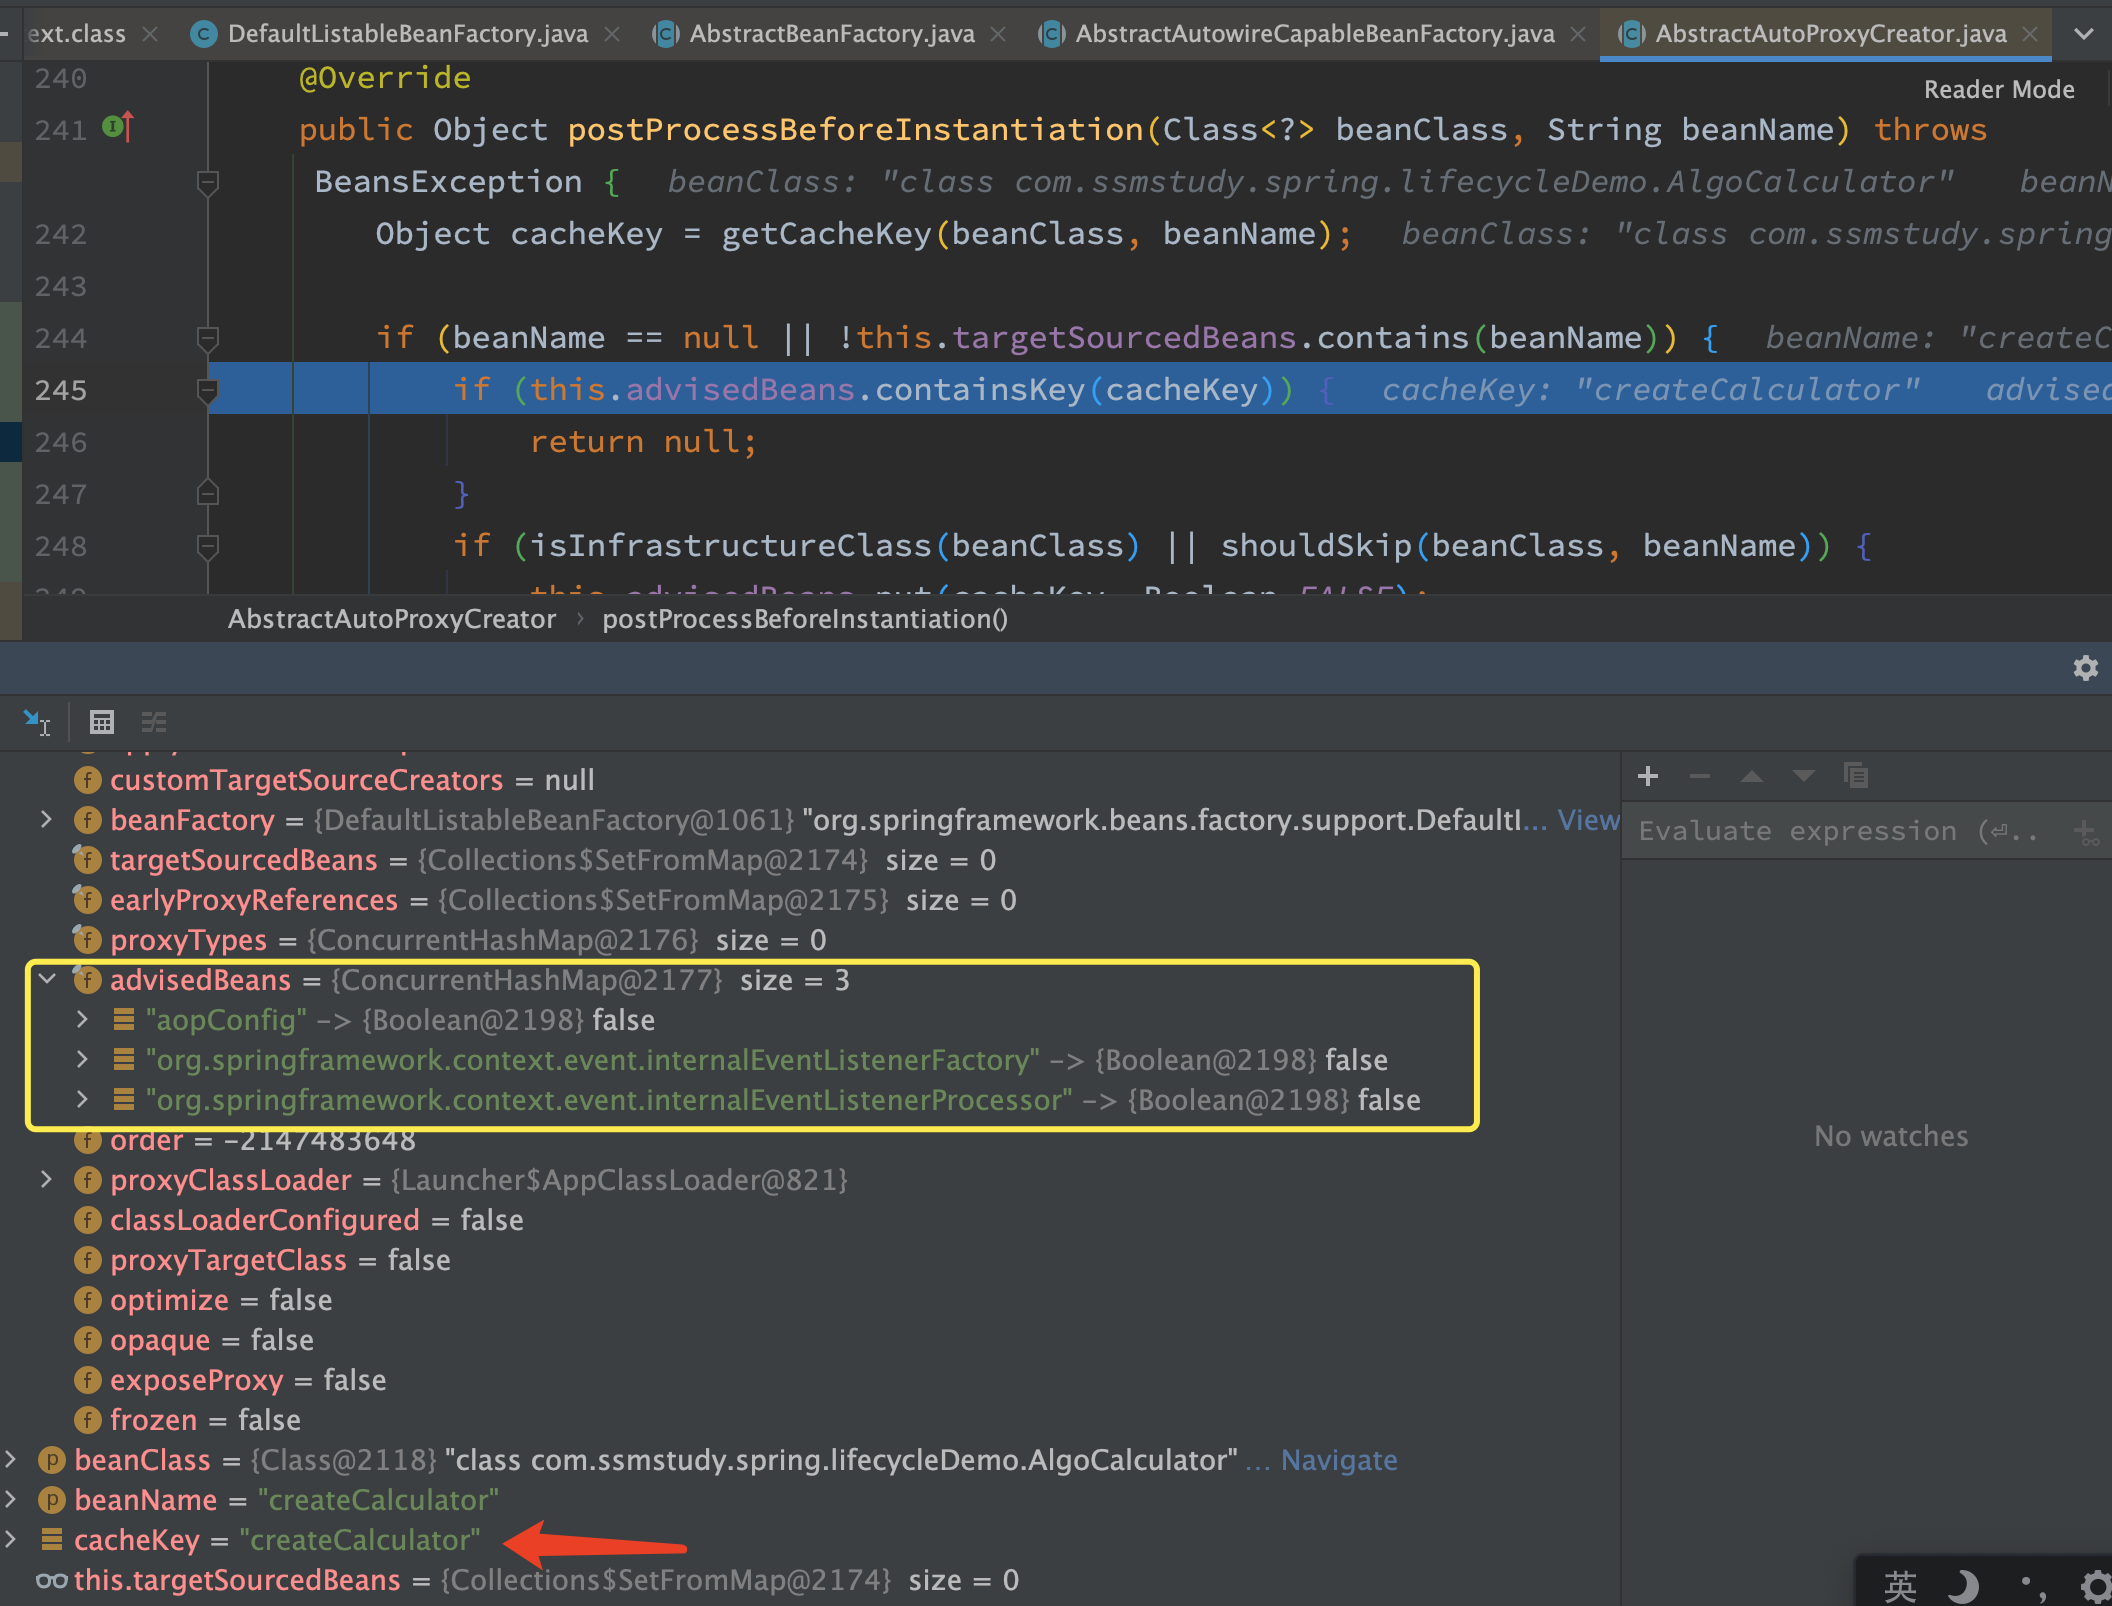 ext.class DefaultListableBeanFactory.java AbstractBeanFactory.java AbstractAutowireCapableBeanFactory.java AbstractAutoProxyCreator.java
Reader Mode
240 @Override
241 public Object postProcessBeforeInstantiation(Class<?> beanClass, String beanName) throws
BeansException { beanClass: "class com.ssmstudy.spring.lifecycleDemo.AlgoCalculator" beanN
242 Object cacheKey = getCacheKey(beanClass, beanName); beanClass: "class com.ssmstudy.spring
243
244 if (beanName == null || !this.targetSourcedBeans.contains(beanName)) { beanName: "createC
245 if (this.advisedBeans.containsKey(cacheKey)) { cacheKey: "createCalculator" advised
246 return null;
247 }
248 if (isInfrastructureClass(beanClass) || shouldSkip(beanClass, beanName)) {
249 this.advisedBeans.put(cacheKey, Boolean.FALSE);
AbstractAutoProxyCreator › postProcessBeforeInstantiation()
customTargetSourceCreators = null
beanFactory = {DefaultListableBeanFactory@1061} "org.springframework.beans.factory.support.Defaultl... View
targetSourcedBeans = {Collections$SetFromMap@2174} size = 0
earlyProxyReferences = {Collections$SetFromMap@2175} size = 0
proxyTypes = {ConcurrentHashMap@2176} size = 0
advisedBeans = {ConcurrentHashMap@2177} size = 3
"aopConfig" -> {Boolean@2198} false
"org.springframework.context.event.internalEventListenerFactory" -> {Boolean@2198} false
"org.springframework.context.event.internalEventListenerProcessor" -> {Boolean@2198} false
order = -2147483648
proxyClassLoader = {Launcher$AppClassLoader@821}
classLoaderConfigured = false
proxyTargetClass = false
optimize = false
opaque = false
exposeProxy = false
frozen = false
beanClass = {Class@2118} "class com.ssmstudy.spring.lifecycleDemo.AlgoCalculator" ... Navigate
beanName = "createCalculator"
cacheKey = "createCalculator"
this.targetSourcedBeans = {Collections$SetFromMap@2174} size = 0
Evaluate expression (⏎..
No watches
英